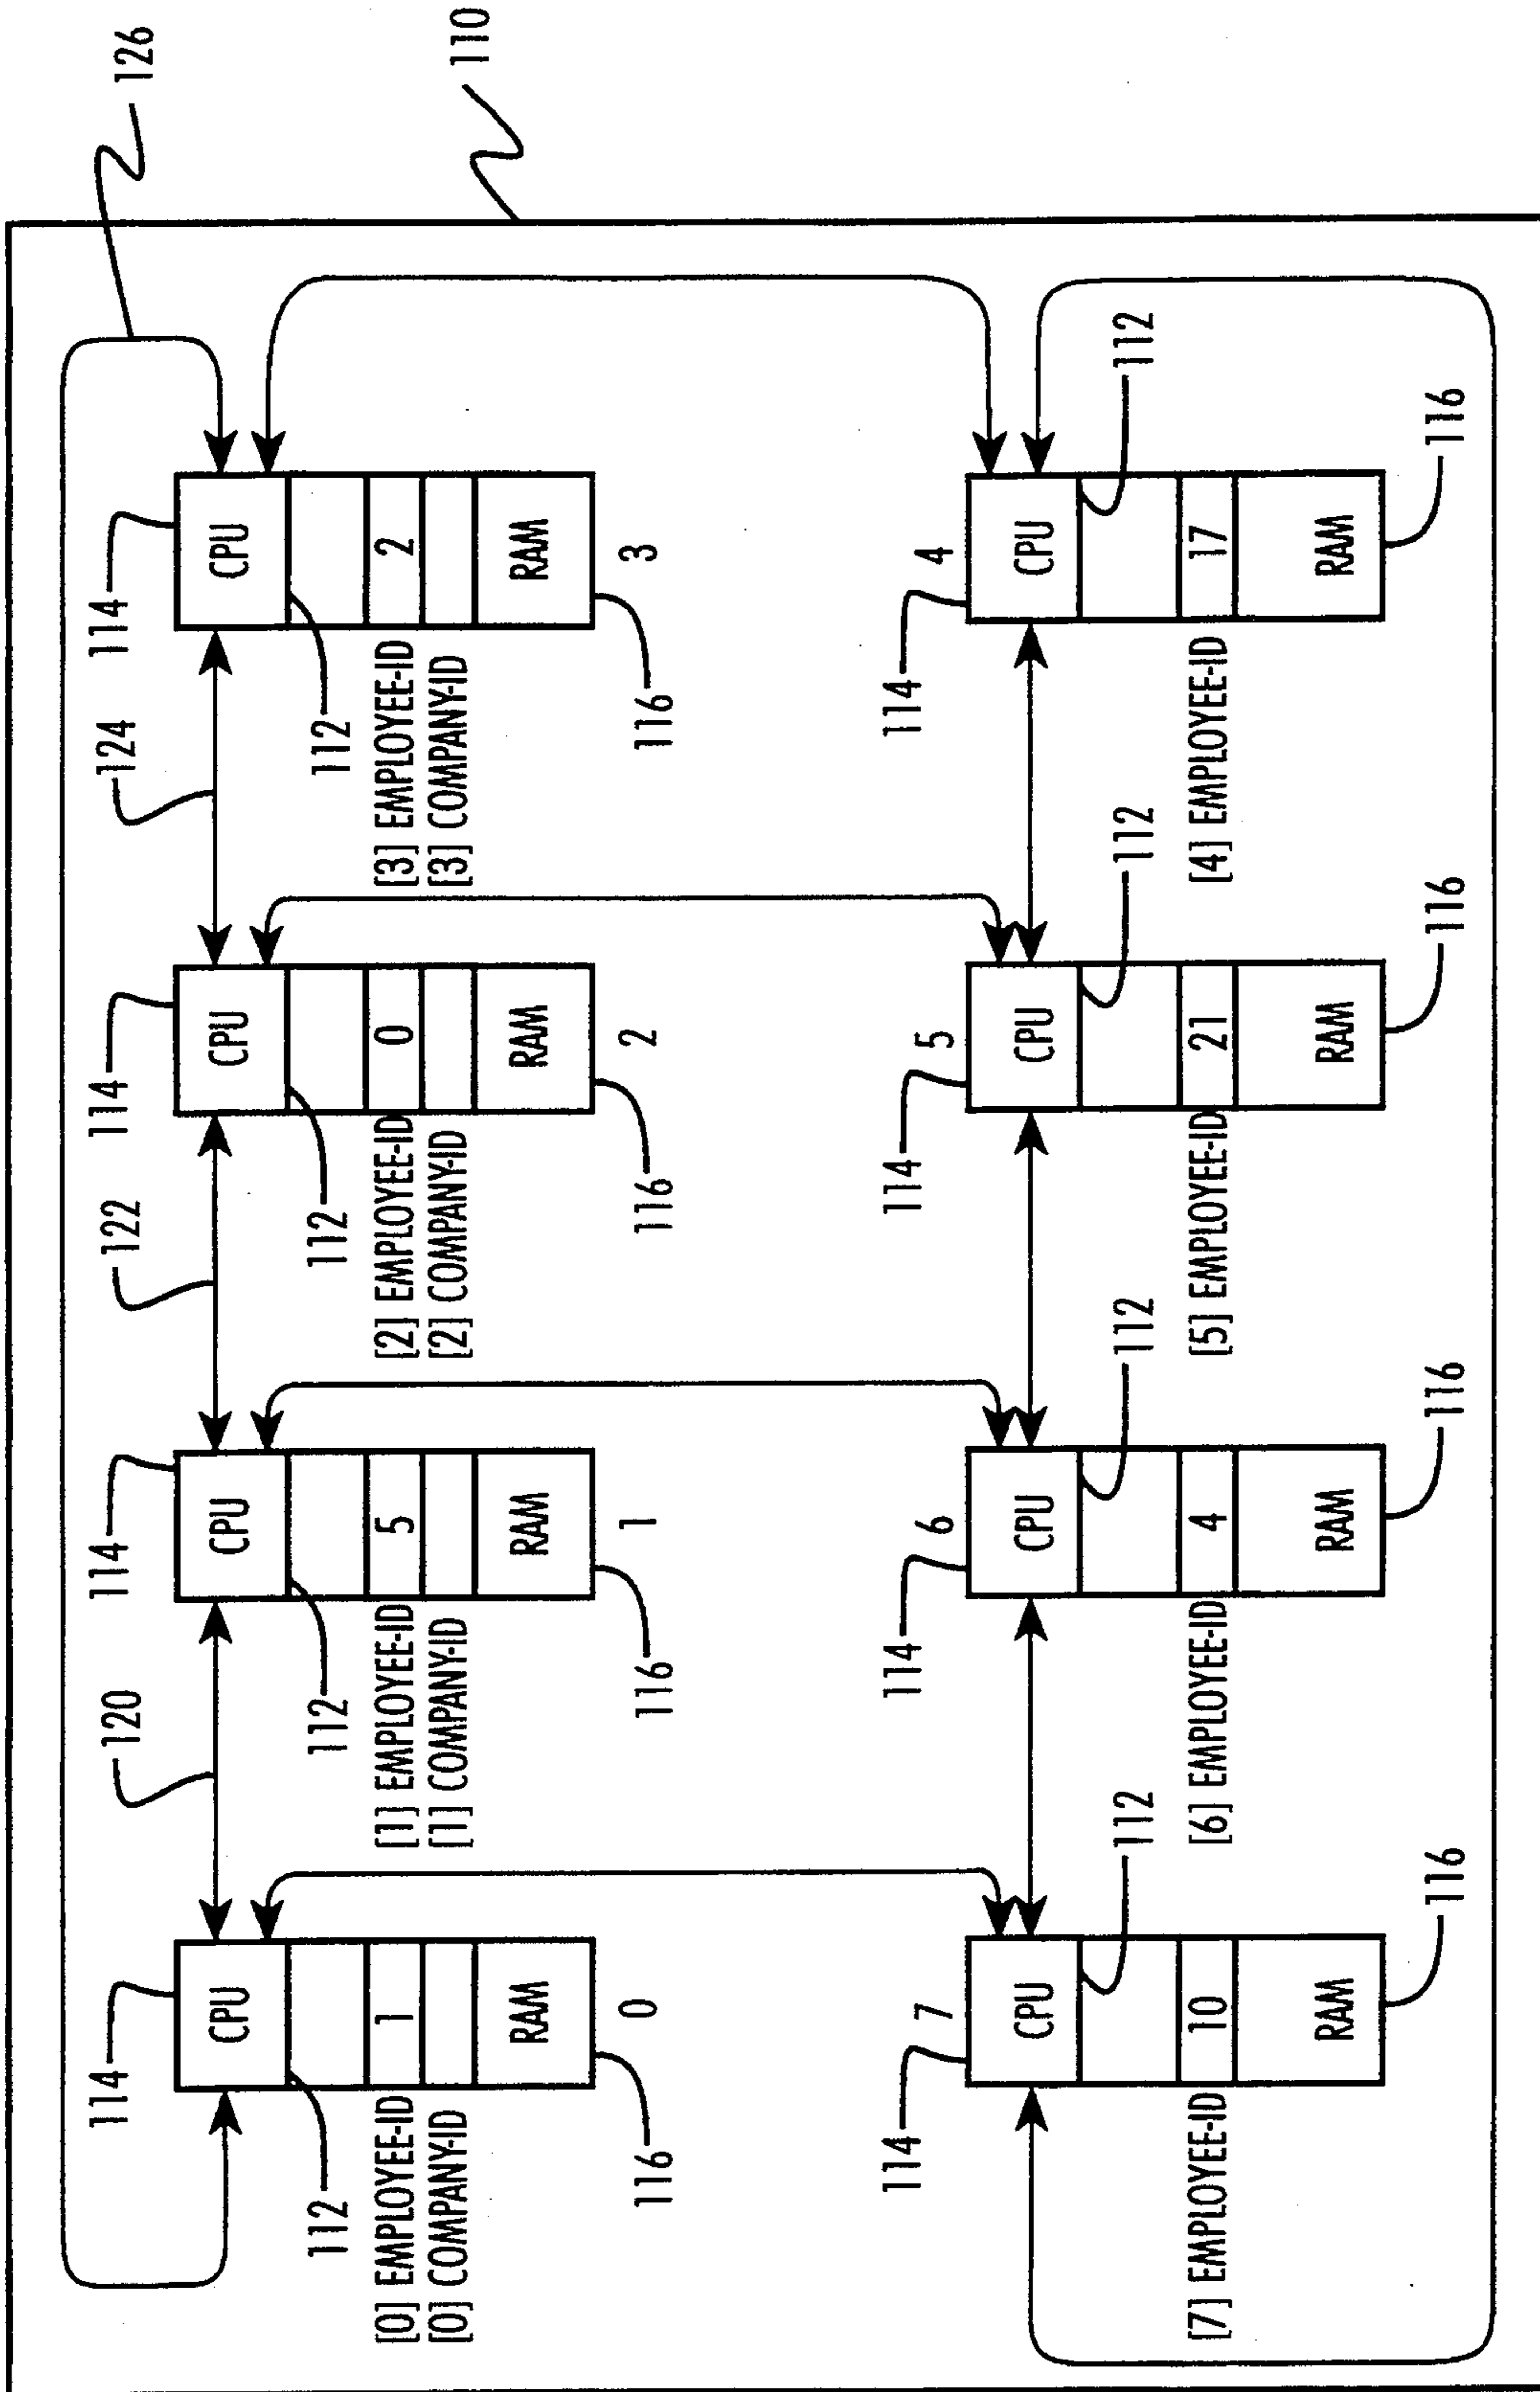 114 120 114 122 114 124 114 126
CPU CPU CPU CPU
112 112 112 112
[0] EMPLOYEE-ID 1 [1] EMPLOYEE-ID 5 [2] EMPLOYEE-ID 0 [3] EMPLOYEE-ID 2
[0] COMPANY-ID [1] COMPANY-ID [2] COMPANY-ID [3] COMPANY-ID 110
RAM RAM RAM RAM
116 0 116 1 116 2 116 3
114 7 114 6 114 5 114 4
CPU CPU CPU CPU
112 112 112 112
[7] EMPLOYEE-ID 10 [6] EMPLOYEE-ID 4 [5] EMPLOYEE-ID 21 [4] EMPLOYEE-ID 17
RAM RAM RAM RAM
116 116 116 116